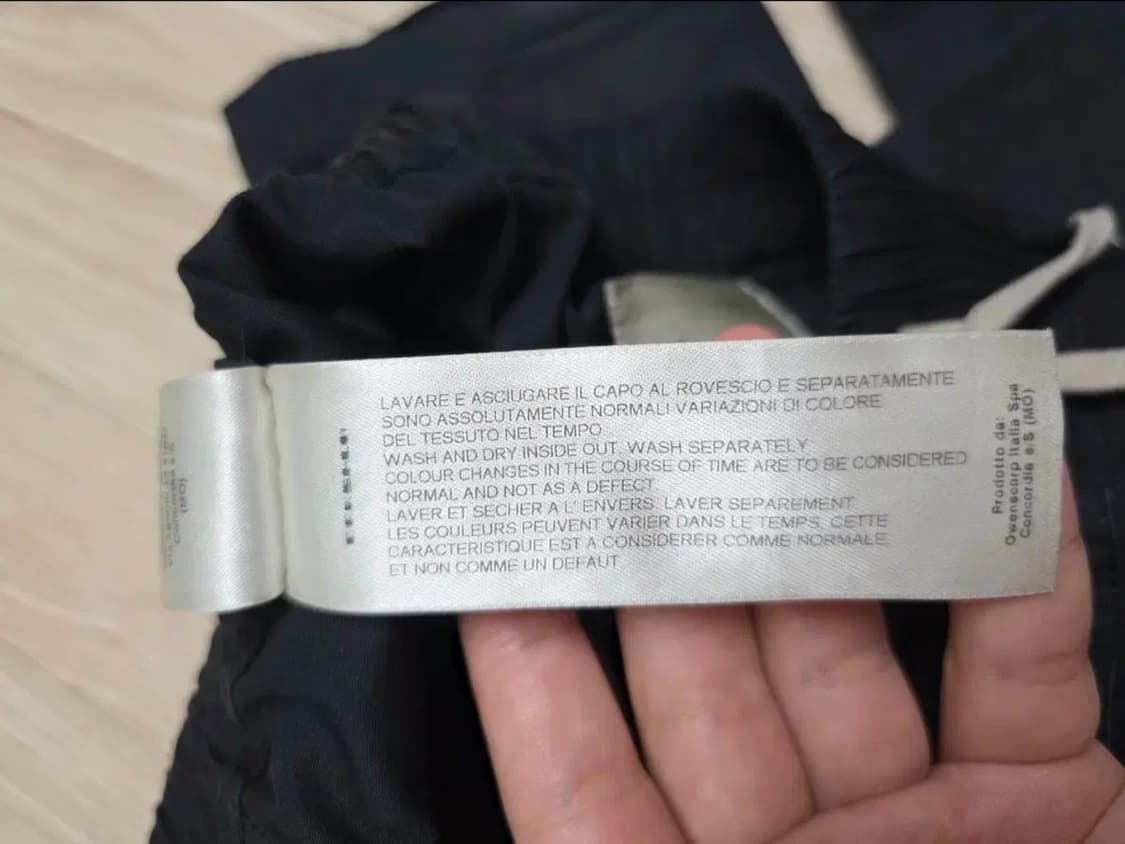 LAVARE E ASCIUGARE IL CAPO AL ROVESCIO E SEPARATAMENTE
SONO ASSOLUTAMENTE NORMALI VARIAZIONI DI COLORE
DEL TESSUTO NEL TEMPO
WASH AND DRY INSIDE OUT. WASH SEPARATELY
COLOUR CHANGES IN THE COURSE OF TIME ARE TO BE CONSIDERED
NORMAL AND NOT AS A DEFECT
LAVER ET SECHER A L' ENVERS. LAVER SEPAREMENT
LES COULEURS PEUVENT VARIER DANS LE TEMPS. CETTE
CARACTERISTIQUE EST A CONSIDERER COMME NORMALE,
ET NON COMME UN DEFAUT
Prodotto da:
Owenscorp Italia Spa
Concordia s/S (MO)